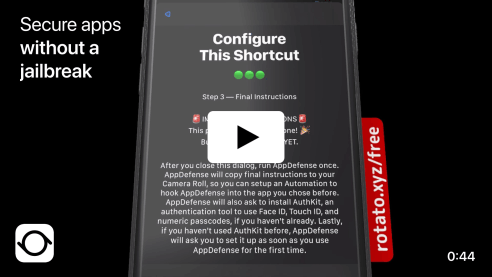 Secure apps
without a
jailbreak
Configure
This Shortcut
Step 3 — Final Instructions
This
After you close this dialog, run AppDefense once.
AppDefense will copy final instructions to your
Camera Roll, so you can setup an Automation to
hook AppDefense into the app you chose before.
AppDefense will also ask to install AuthKit, an
authentication tool to use Face ID, Touch ID, and
numeric passcodes, if you haven't already. Lastly,
if you haven't used AuthKit before, AppDefense
will ask you to set it up as soon as you use
AppDefense for the first time.
rotato.xyz/free
0:44